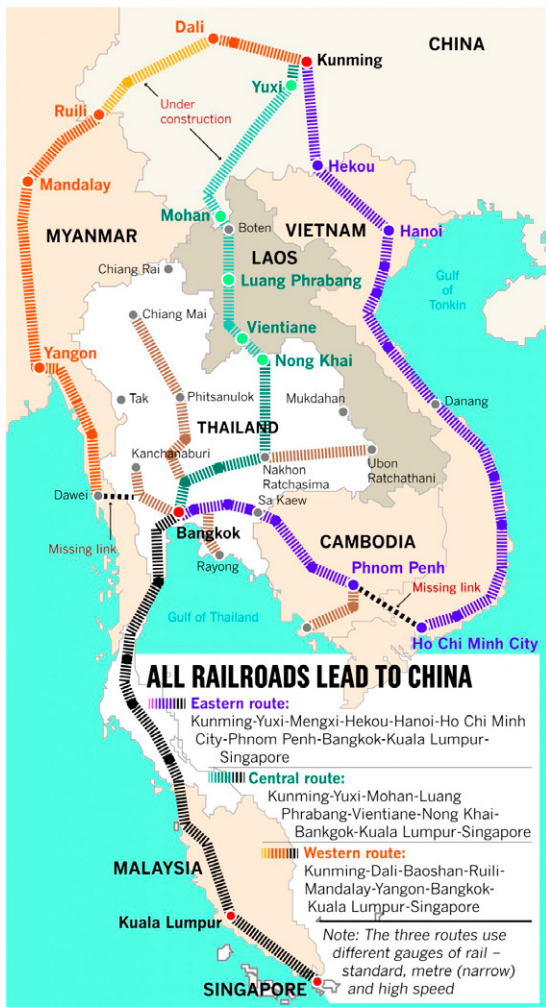 Dali
Kunming
CHINA
Yuxi
Under
construction
Ruili
Hekou
Mandalay
Mohan
Boten
VIETNAM
Hanoi
MYANMAR
LAOS
Chiang Rai
Luang Phrabang
Gulf
of
Tonkin
Chiang Mai
Vientiane
Nong Khai
Yangon
Tak
Phitsanulok
Mukdahan
Danang
THAILAND
Kanchanaburi
Nakhon
Ratchasima
Ubon
Ratchathani
Dawei
Sa Kaew
Bangkok
CAMBODIA
Missing link
Rayong
Phnom Penh
Missing link
Gulf of Thailand
Ho Chi Minh City
ALL RAILROADS LEAD TO CHINA
Eastern route:
Kunming-Yuxi-Mengxi-Hekou-Hanoi-Ho Chi Minh
City-Phnom Penh-Bangkok-Kuala Lumpur-
Singapore
Central route:
Kunming-Yuxi-Mohan-Luang
Phrabang-Vientiane-Nong Khai-
Bankgok-Kuala Lumpur-Singapore
Western route:
Kunming-Dali-Baoshan-Ruili-
Mandalay-Yangon-Bangkok-
Kuala Lumpur-Singapore
Note: The three routes use
different gauges of rail –
standard, metre (narrow)
and high speed
MALAYSIA
Kuala Lumpur
SINGAPORE